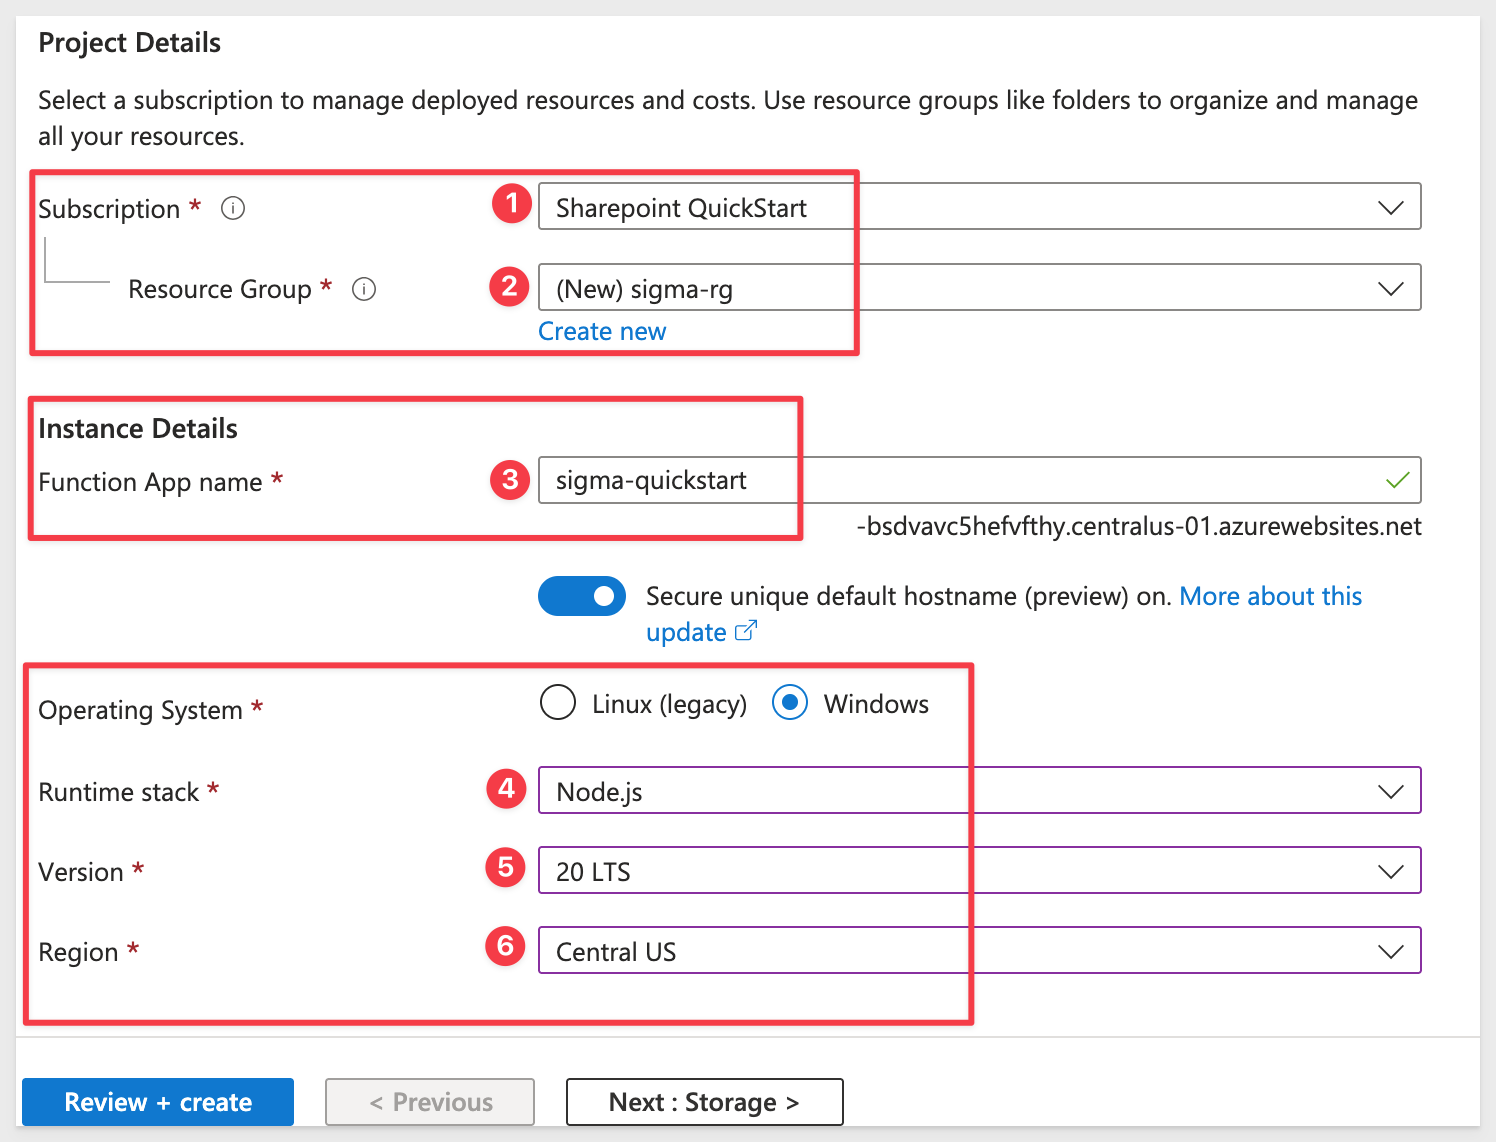 Project Details
Select a subscription to manage deployed resources and costs. Use resource groups like folders to organize and manage
all your resources.
Subscription * 1 Sharepoint QuickStart
Resource Group * 2 (New) sigma-rg
Create new
Instance Details
Function App name * 3 sigma-quickstart
-bsdvavc5hefvfthy.centralus-01.azurewebsites.net
Secure unique default hostname (preview) on. More about this
update
Operating System * Linux (legacy) Windows
Runtime stack * 4 Node.js
Version * 5 20 LTS
Region * 6 Central US
Review + create < Previous Next : Storage >